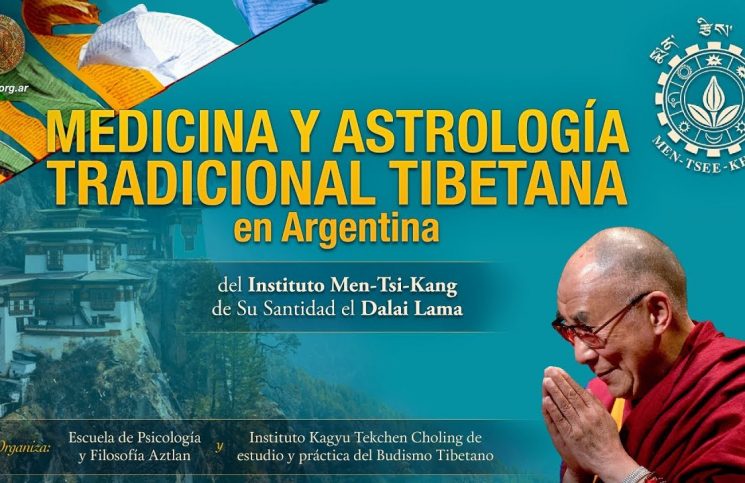 .org.ar
MEDICINA Y ASTROLOGÍA
TRADICIONAL TIBETANA
en Argentina
del Instituto Men-Tsi-Kang
de Su Santidad el Dalai Lama
Organiza:
Escuela de Psicología
y Filosofía Aztlan
y
Instituto Kagyu Tekchen Choling de
estudio y práctica del Budismo Tibetano
MEN-TSEE-KH